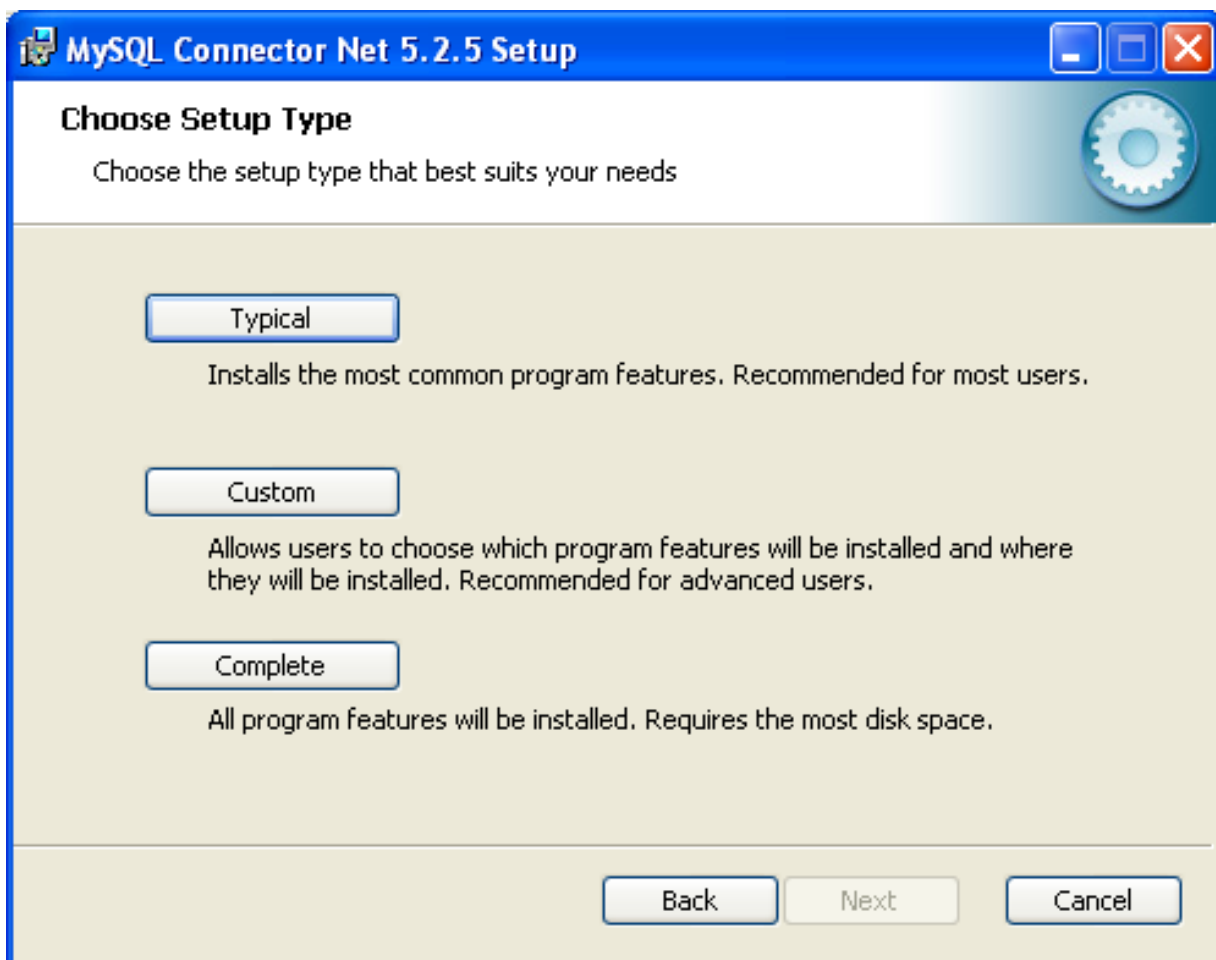 MySQL Connector Net 5.2.5 Setup
Choose Setup Type
Choose the setup type that best suits your needs
Typical
Installs the most common program features. Recommended for most users.
Custom
Allows users to choose which program features will be installed and where
they will be installed. Recommended for advanced users.
Complete
All program features will be installed. Requires the most disk space.
Back Next Cancel